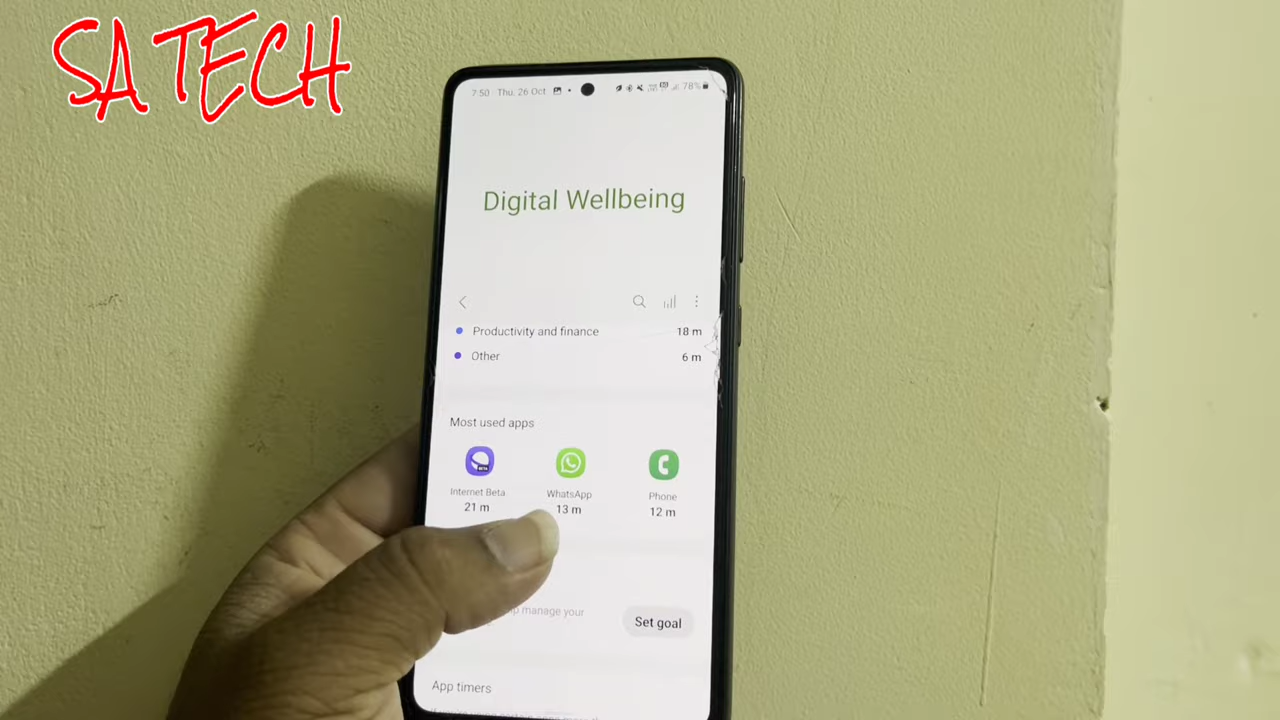 SA TECH
7:50 Thu, 26 Oct
78%
Digital Wellbeing
Productivity and finance 18 m
Other 6 m
Most used apps
BETA
Internet Beta WhatsApp Phone
21 m 13 m 12 m
manage your
Set goal
App timers